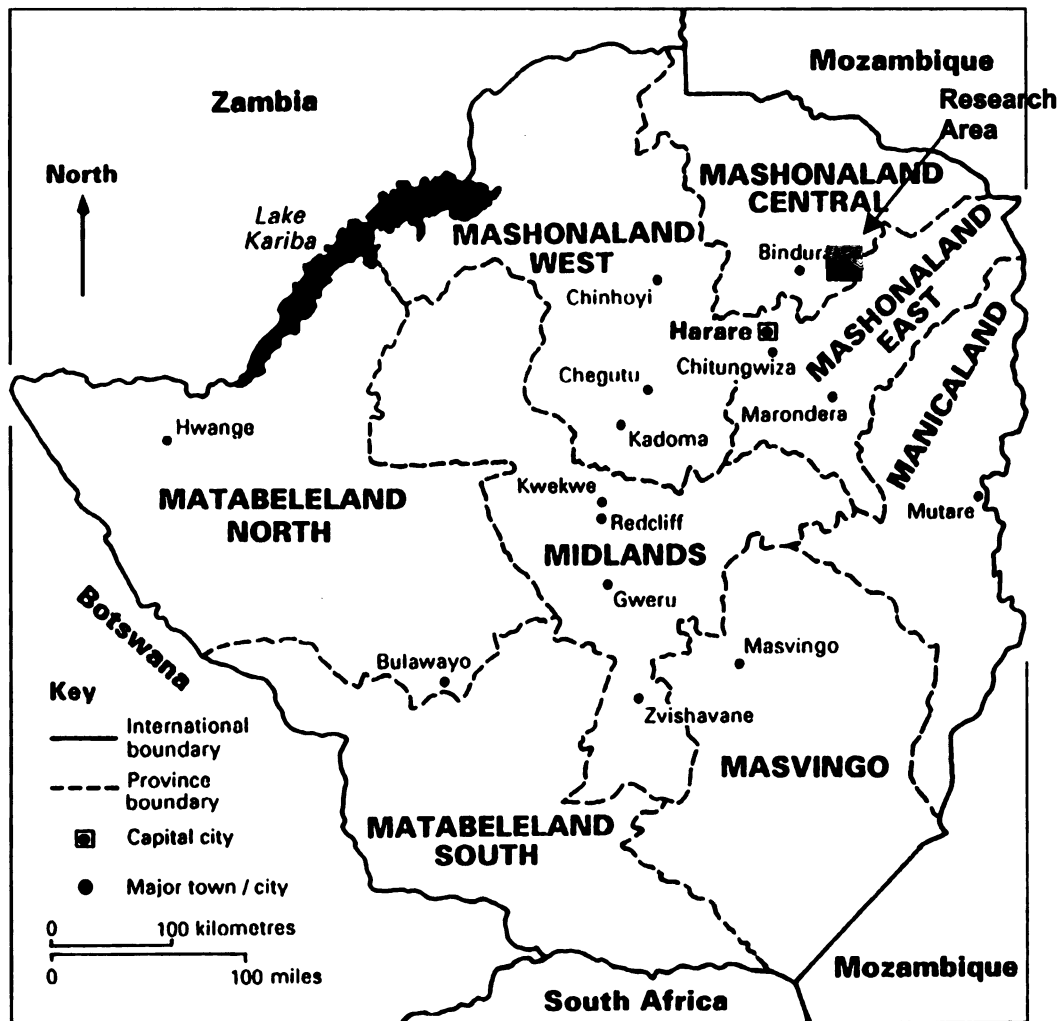 Mozambique
Zambia
Research
Area
North
MASHONALAND
CENTRAL
Lake
Kariba
MASHONALAND
WEST
MASHONALAND
EAST
Bindura
Chinhoyi
Harare
Chitungwiza
Chegutu
Marondera
MANICALAND
Hwange
Kadoma
MATABELELAND
NORTH
Kwekwe
Redcliff
Mutare
MIDLANDS
Gweru
Botswana
Bulawayo
Masvingo
Zvishavane
Key
International
boundary
Province
boundary
Capital city
Major town / city
0 100 kilometres
0 100 miles
MASVINGO
MATABELELAND
SOUTH
Mozambique
South Africa